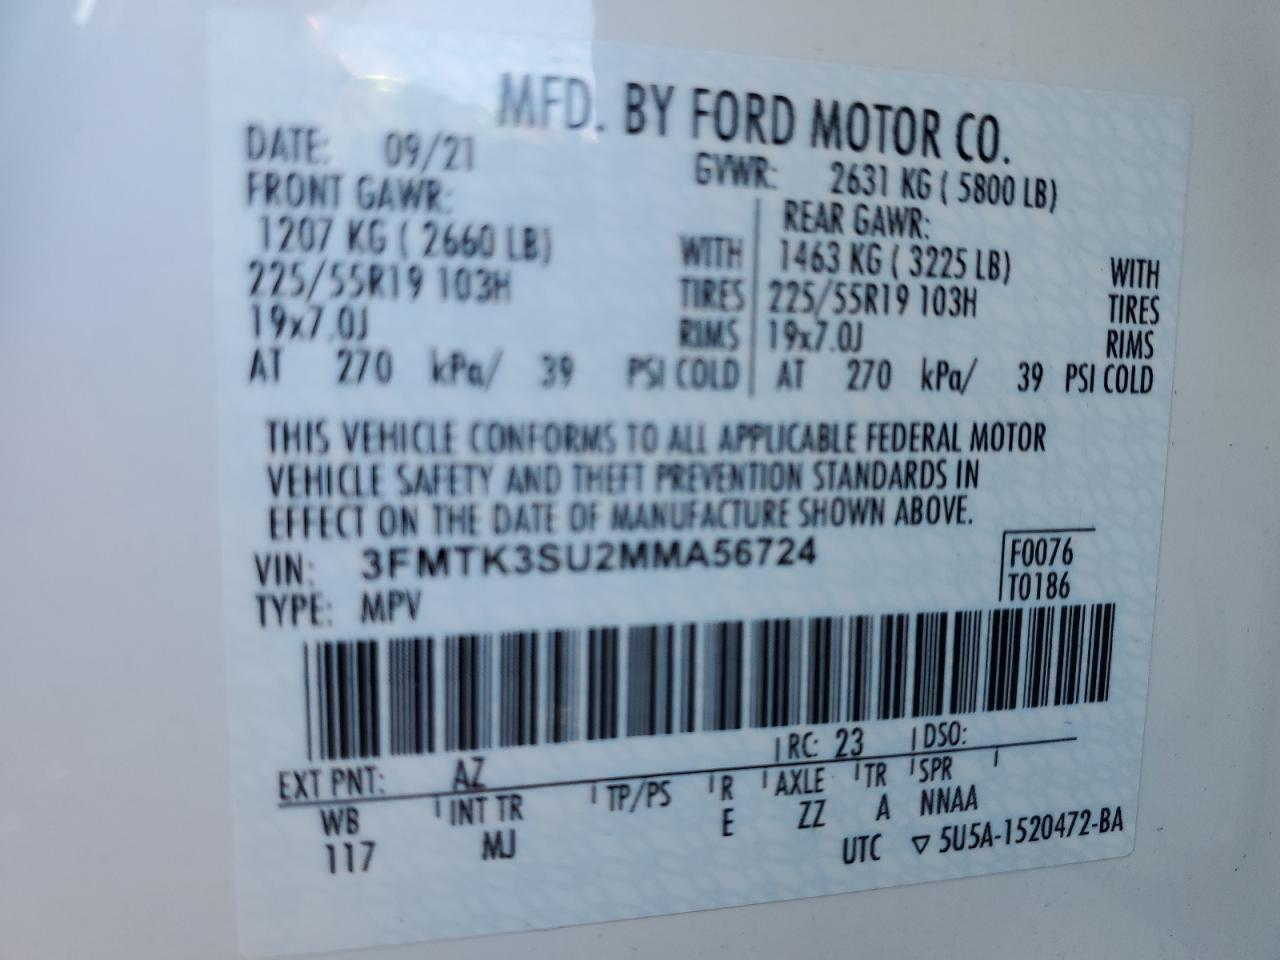 MFD. BY FORD MOTOR CO.
DATE: 09/21
GVWR: 2631 KG ( 5800 LB)
FRONT GAWR:
1207 KG ( 2660 LB) WITH
225/55R19 103H TIRES
19x7.0J RIMS
AT 270 kPa/ 39 PSI COLD
REAR GAWR:
1463 KG ( 3225 LB) WITH
225/55R19 103H TIRES
19x7.0J RIMS
AT 270 kPa/ 39 PSI COLD
THIS VEHICLE CONFORMS TO ALL APPLICABLE FEDERAL MOTOR
VEHICLE SAFETY AND THEFT PREVENTION STANDARDS IN
EFFECT ON THE DATE OF MANUFACTURE SHOWN ABOVE.
VIN: 3FMTK3SU2MMA56724
TYPE: MPV
F0076
T0186
EXT PNT: AZ RC: 23 DSO:
WB INT TR TP/PS R AXLE TR SPR
117 MJ E ZZ A NNAA
UTC ▽ 5U5A-1520472-BA